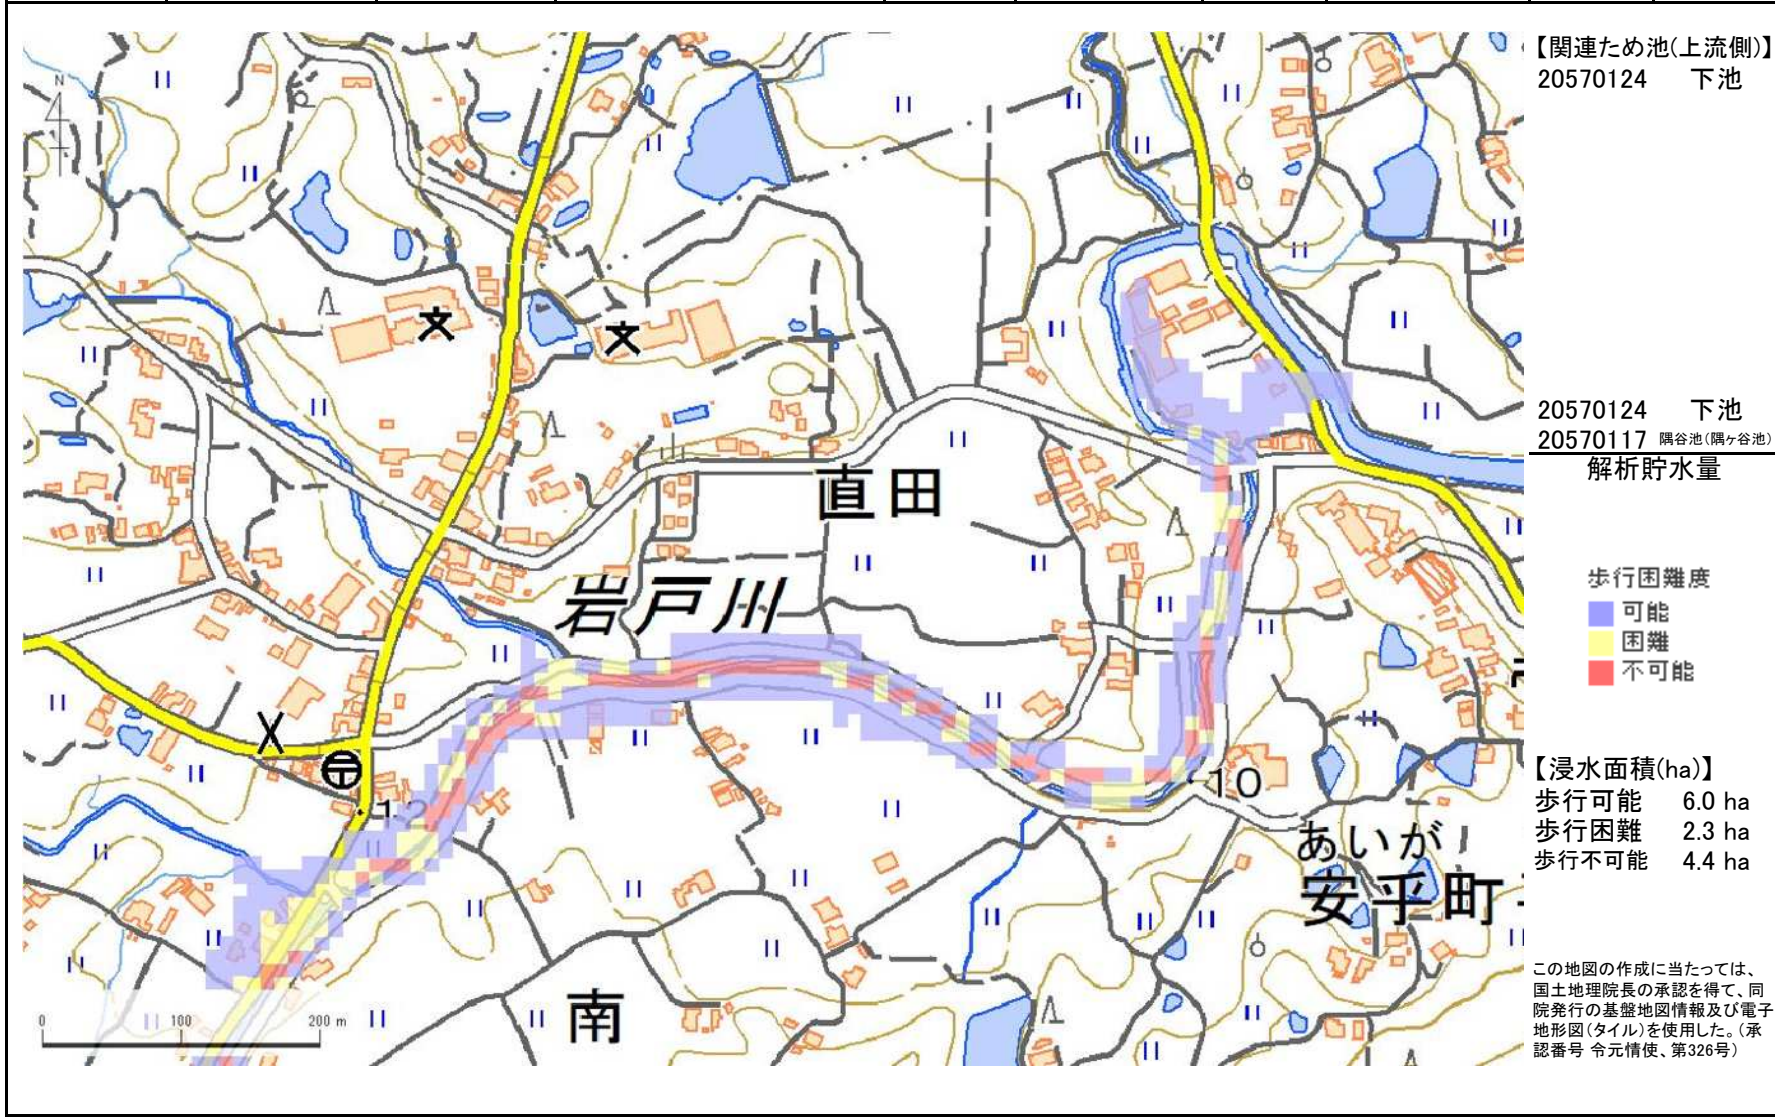 【関連ため池(上流側)】
20570124 下池
20570124 下池
20570117 隅谷池(隅ヶ谷池)
解析貯水量
歩行困難度
可能
困難
不可能
【浸水面積(ha)】
歩行可能 6.0 ha
歩行困難 2.3 ha
歩行不可能 4.4 ha
この地図の作成に当たっては、
国土地理院長の承認を得て、同
院発行の基盤地図情報及び電子
地形図(タイル)を使用した。(承
認番号 令元情使、第326号)
N
直田
岩戸川
10
12
あいが
安乎町
南
0 100 200 m